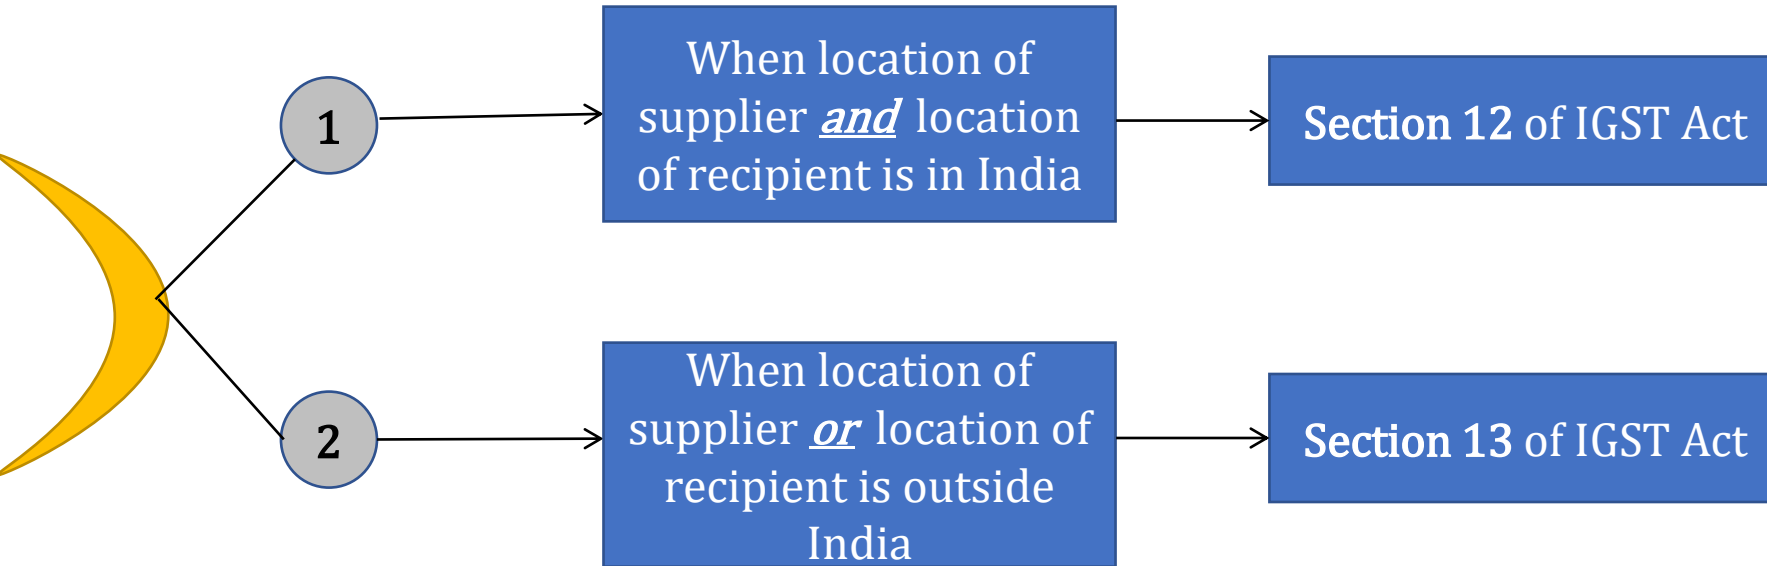 1
When location of
supplier and location
of recipient is in India
Section 12 of IGST Act
2
When location of
supplier or location of
recipient is outside
India
Section 13 of IGST Act